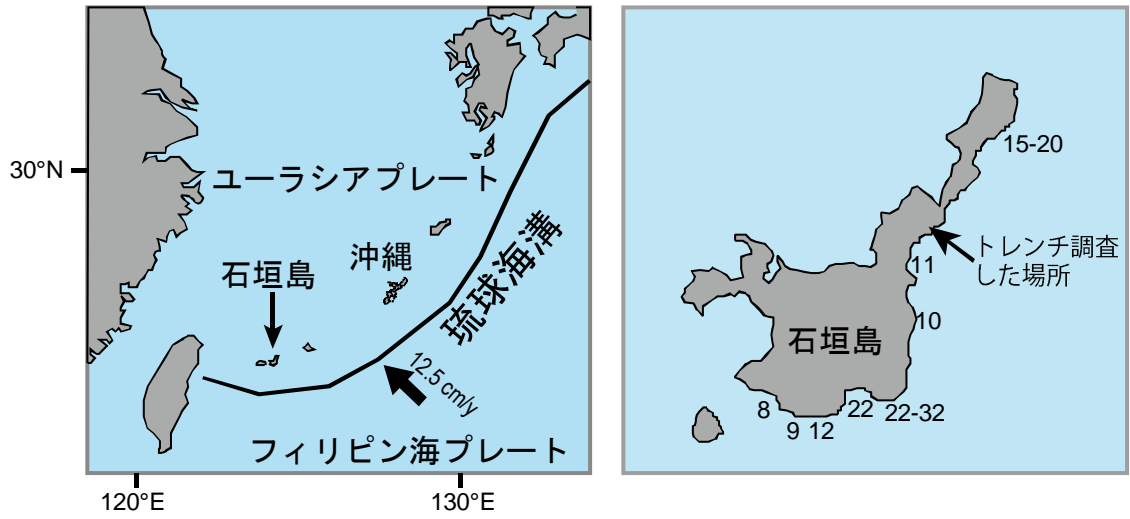 30°N
ユーラシアプレート
沖縄
石垣島
琉球海溝
12.5 cm/y
フィリピン海プレート
120°E
130°E
15-20
トレンチ調査
した場所
11
10
石垣島
8
9
12
22
22-32